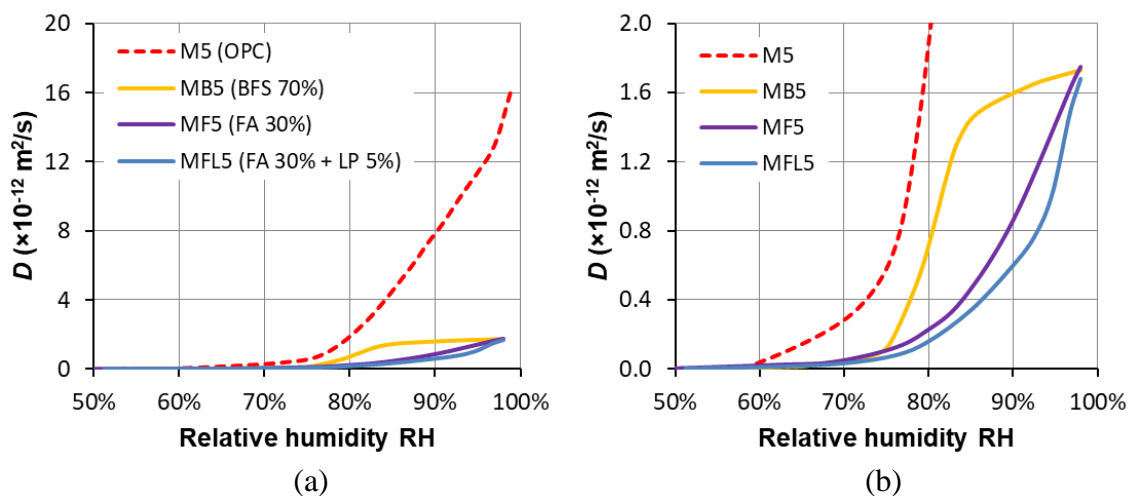 20
16
12
8
4
0
D (×10⁻¹² m²/s)
M5 (OPC)
MB5 (BFS 70%)
MF5 (FA 30%)
MFL5 (FA 30% + LP 5%)
50% 60% 70% 80% 90% 100%
Relative humidity RH
(a)
2.0
1.6
1.2
0.8
0.4
0.0
D (×10⁻¹² m²/s)
M5
MB5
MF5
MFL5
50% 60% 70% 80% 90% 100%
Relative humidity RH
(b)